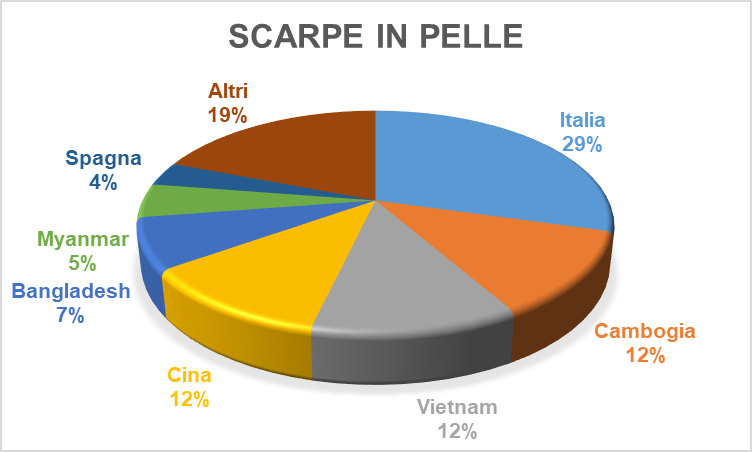 SCARPE IN PELLE
Italia
29%
Cambogia
12%
Vietnam
12%
Cina
12%
Bangladesh
7%
Myanmar
5%
Spagna
4%
Altri
19%